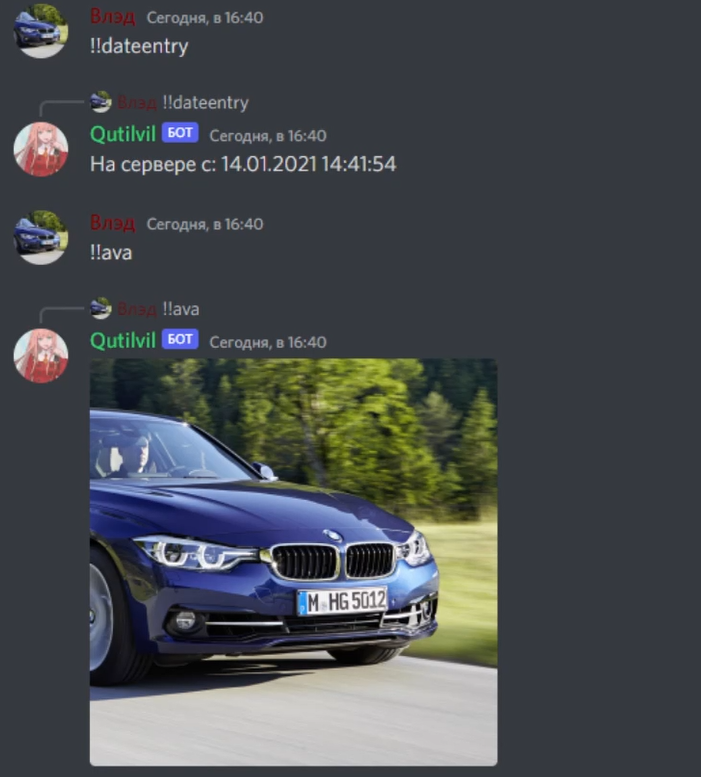 Влэд Сегодня, в 16:40
!!dateentry
Влэд !!dateentry
Qutilvil БОТ Сегодня, в 16:40
На сервере с: 14.01.2021 14:41:54
Влэд Сегодня, в 16:40
!!ava
Влэд !!ava
Qutilvil БОТ Сегодня, в 16:40
M HG 5012